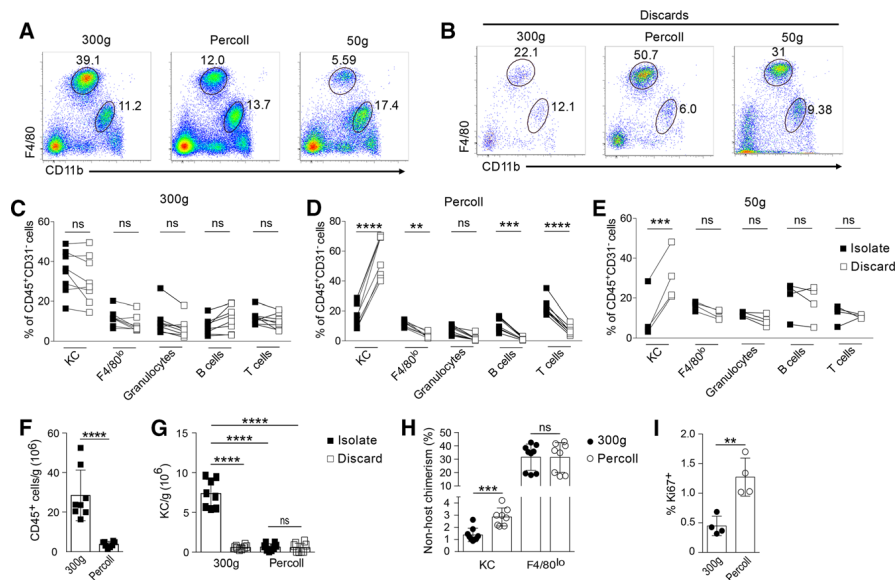 A
300g
Percoll
50g
39.1
11.2
12.0
13.7
5.59
17.4
F4/80
CD11b
B
Discards
300g
Percoll
50g
22.1
12.1
50.7
6.0
31
9.38
F4/80
CD11b
C
300g
% of CD45⁺CD31⁻ cells
60
40
20
0
ns
ns
ns
ns
ns
KC
F4/80ˡᵒ
Granulocytes
B cells
T cells
D
Percoll
% of CD45⁺CD31⁻ cells
60
40
20
0
****
**
ns
***
****
KC
F4/80ˡᵒ
Granulocytes
B cells
T cells
E
50g
% of CD45⁺CD31⁻ cells
60
40
20
0
***
ns
ns
ns
ns
KC
F4/80ˡᵒ
Granulocytes
B cells
T cells
Isolate
Discard
F
CD45⁺ cells/g (10⁶)
60
40
20
0
****
300g
Percoll
G
KC/g (10⁶)
15
10
5
0
****
****
****
ns
300g
Percoll
Isolate
Discard
H
Non-host chimerism (%)
50
40
30
20
10
4
3
2
1
0
***
ns
KC
F4/80ˡᵒ
300g
Percoll
I
% Ki67⁺
2.0
1.5
1.0
0.5
0.0
**
300g
Percoll